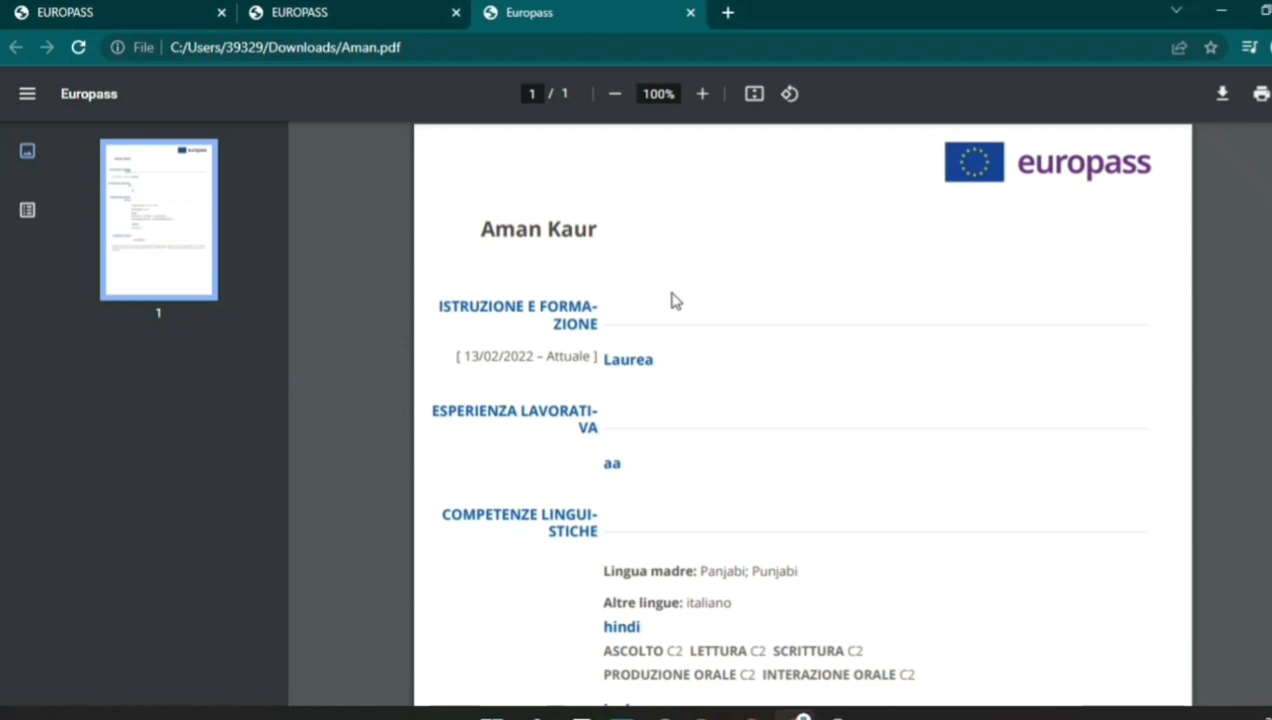 EUROPASS
EUROPASS
Europass
File
C:/Users/39329/Downloads/Aman.pdf
Europass
1 / 1
100%
europass
1
Aman Kaur
ISTRUZIONE E FORMA-
ZIONE
[ 13/02/2022 – Attuale ] Laurea
ESPERIENZA LAVORATI-
VA
aa
COMPETENZE LINGUI-
STICHE
Lingua madre: Panjabi; Punjabi
Altre lingue: italiano
hindi
ASCOLTO C2 LETTURA C2 SCRITTURA C2
PRODUZIONE ORALE C2 INTERAZIONE ORALE C2